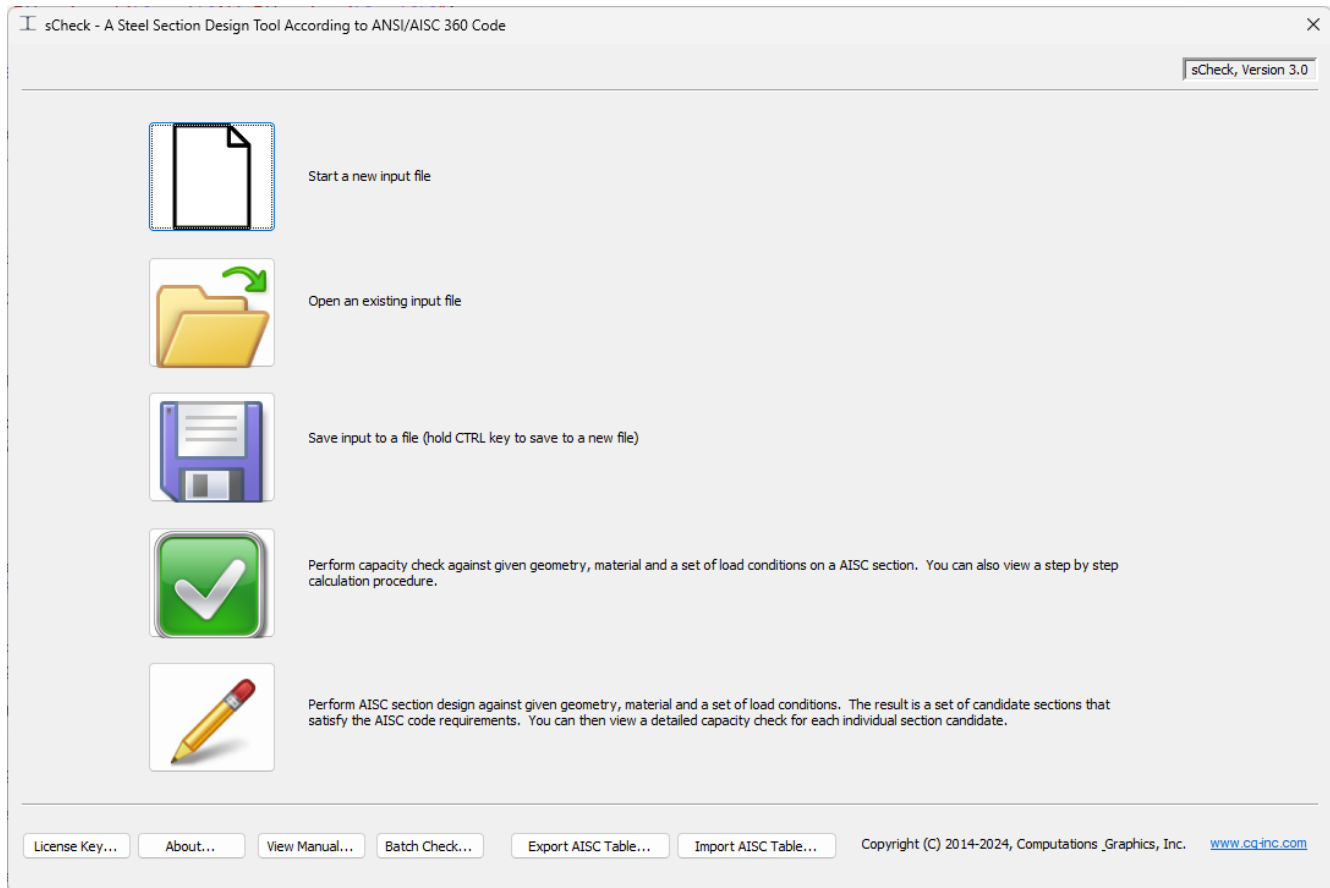 sCheck - A Steel Section Design Tool According to ANSI/AISC 360 Code
sCheck, Version 3.0
Start a new input file
Open an existing input file
Save input to a file (hold CTRL key to save to a new file)
Perform capacity check against given geometry, material and a set of load conditions on a AISC section.  You can also view a step by step
calculation procedure.
Perform AISC section design against given geometry, material and a set of load conditions.  The result is a set of candidate sections that
satisfy the AISC code requirements.  You can then view a detailed capacity check for each individual section candidate.
License Key... About... View Manual... Batch Check... Export AISC Table... Import AISC Table... Copyright (C) 2014-2024, Computations _Graphics, Inc. www.cg-inc.com